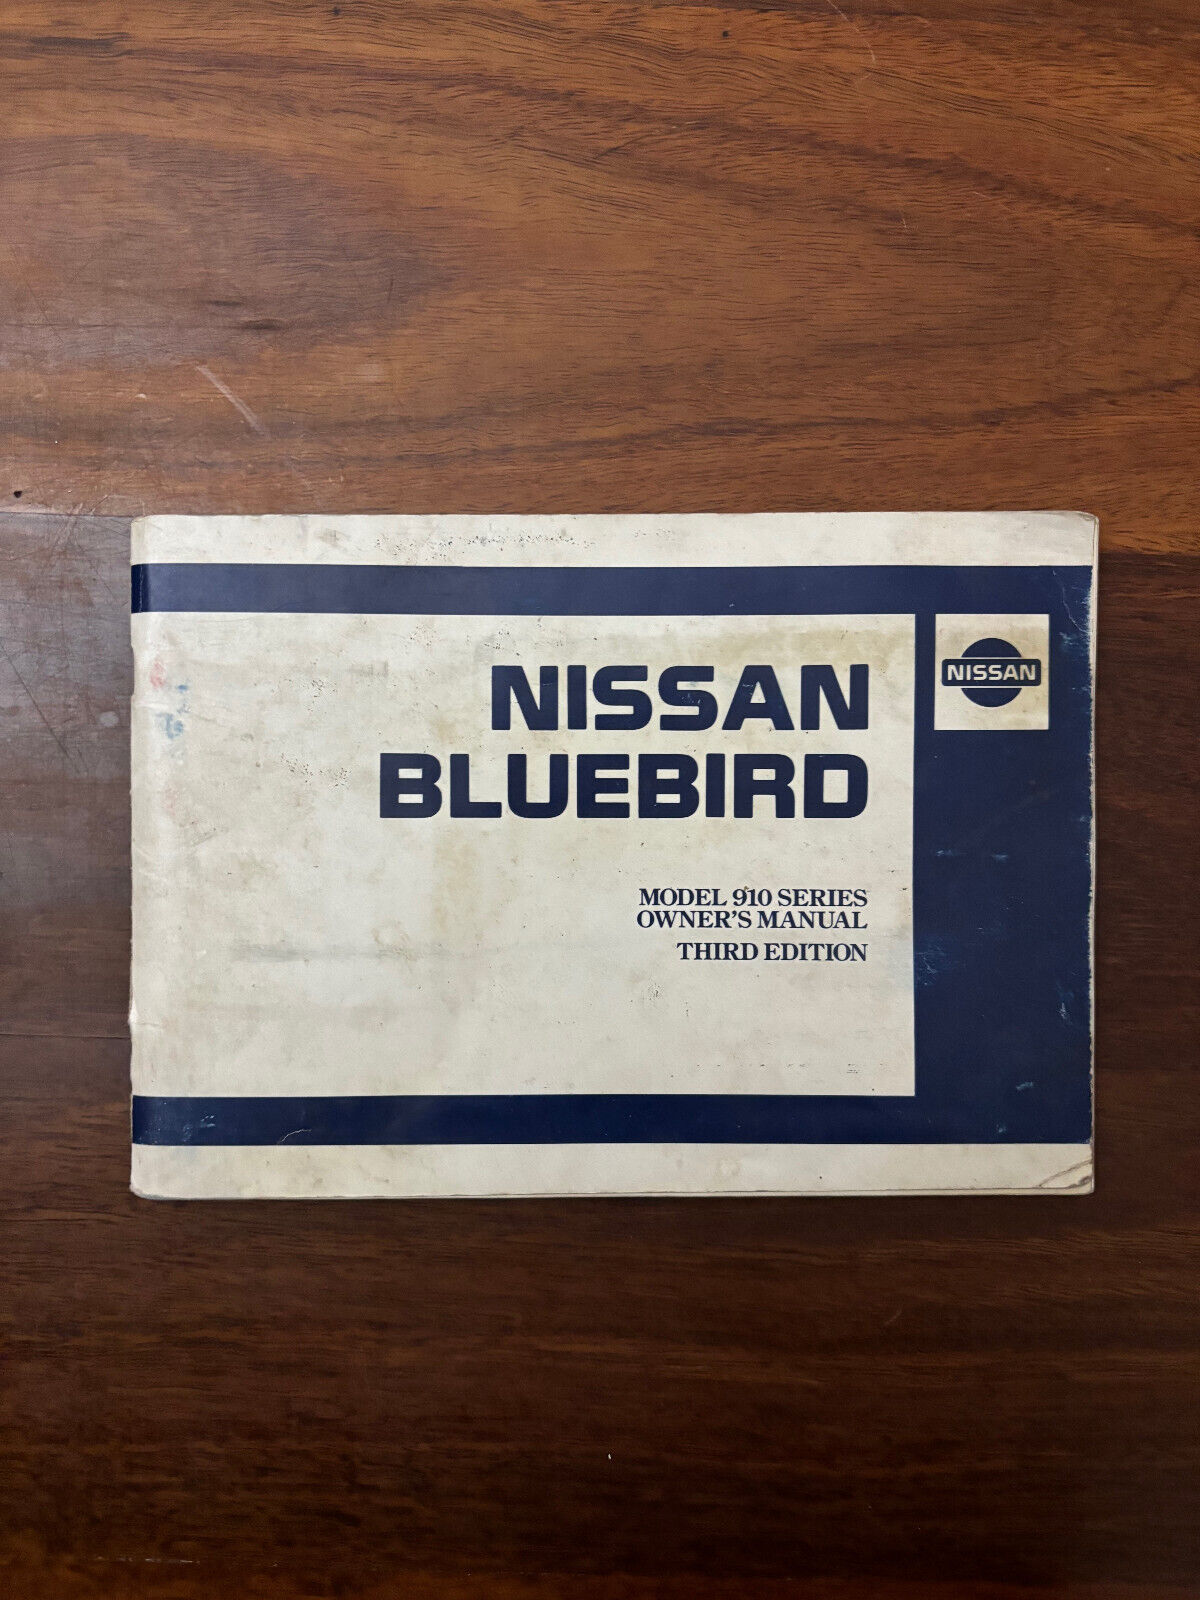 NISSAN
NISSAN
BLUEBIRD
MODEL 910 SERIES
OWNER'S MANUAL
THIRD EDITION